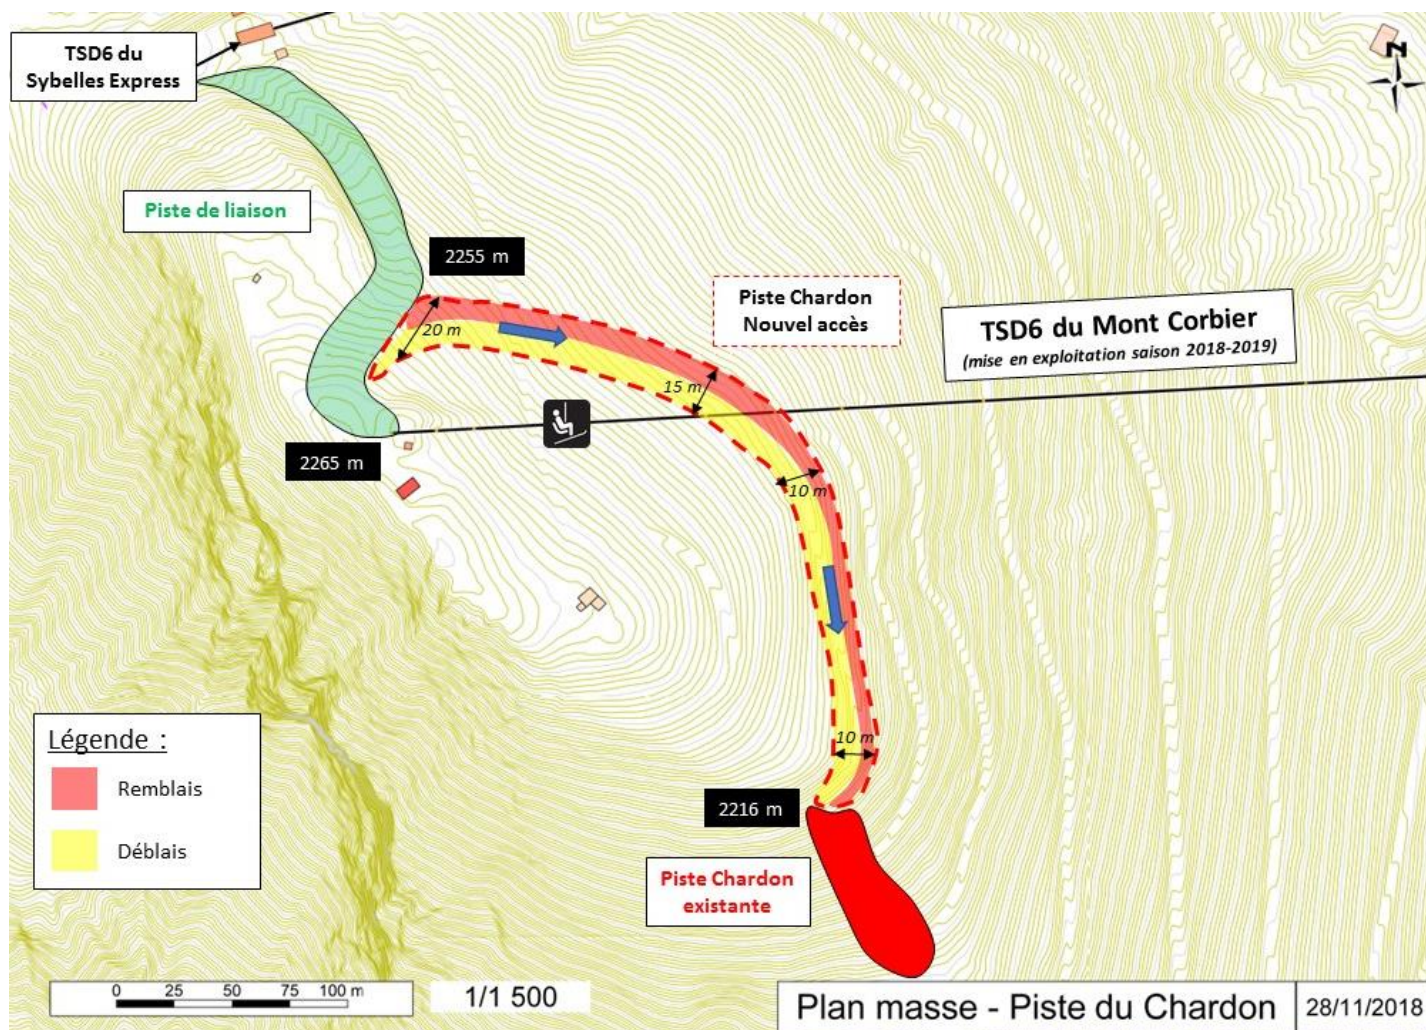 TSD6 du
Sybelles Express
N
Piste de liaison
2255 m
20 m
Piste Chardon
Nouvel accès
TSD6 du Mont Corbier
(mise en exploitation saison 2018-2019)
15 m
2265 m
10 m
Légende :
Remblais
Déblais
10 m
2216 m
Piste Chardon
existante
0 25 50 75 100 m
1/1 500
Plan masse - Piste du Chardon
28/11/2018